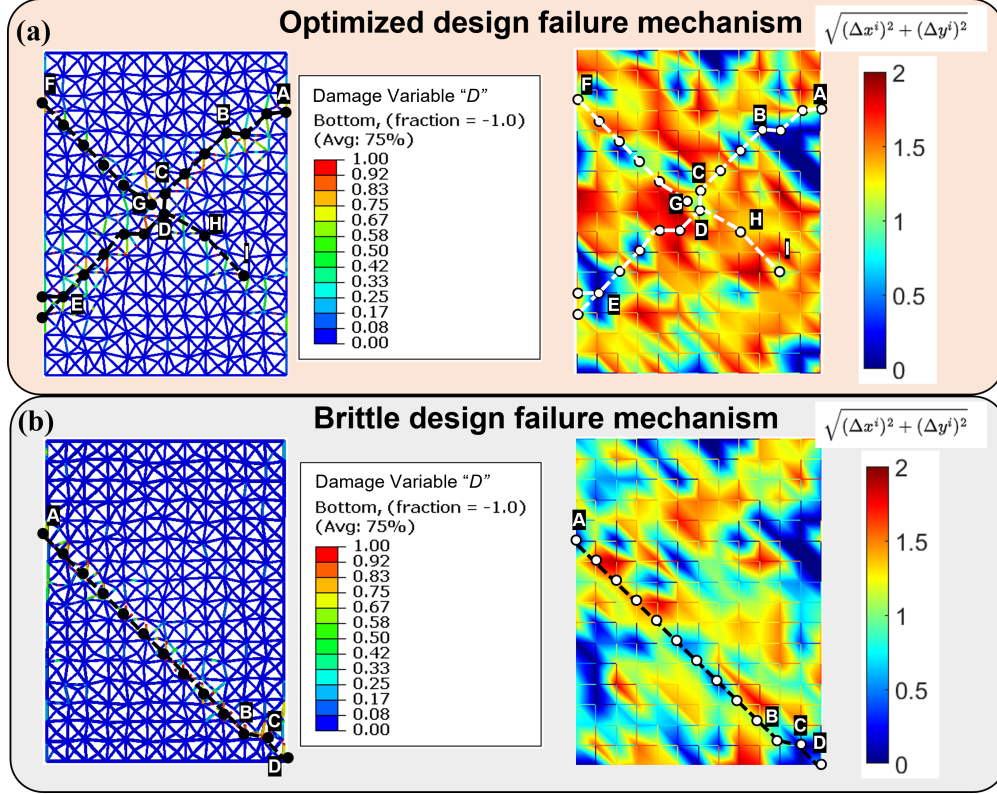 (a)
Optimized design failure mechanism
F
A
B
C
G
D
H
I
E
Damage Variable “D”
Bottom, (fraction = -1.0)
(Avg: 75%)
1.00
0.92
0.83
0.75
0.67
0.58
0.50
0.42
0.33
0.25
0.17
0.08
0.00
F
A
B
C
G
D
H
I
E
√(Δxⁱ)² + (Δyⁱ)²
2
1.5
1
0.5
0
(b)
Brittle design failure mechanism
A
B
C
D
Damage Variable “D”
Bottom, (fraction = -1.0)
(Avg: 75%)
1.00
0.92
0.83
0.75
0.67
0.58
0.50
0.42
0.33
0.25
0.17
0.08
0.00
A
B
C
D
√(Δxⁱ)² + (Δyⁱ)²
2
1.5
1
0.5
0